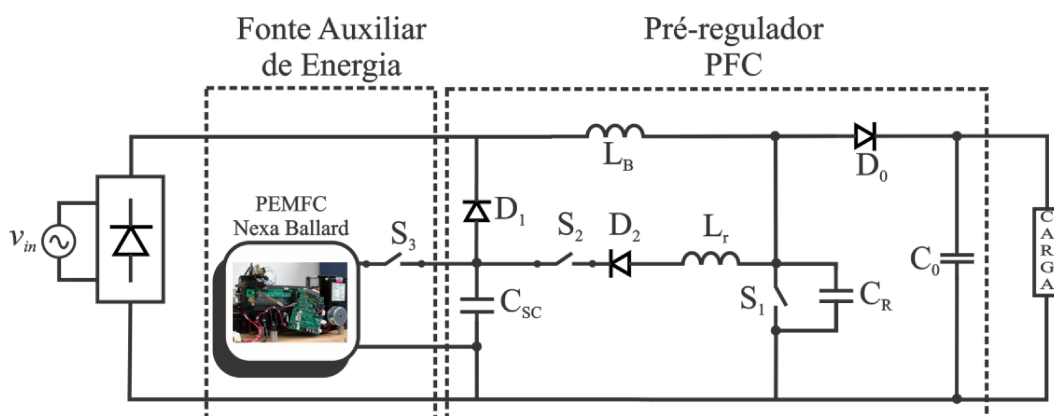 Fonte Auxiliar
de Energia
Pré-regulador
PFC
L_B
D_0
PEMFC
Nexa Ballard
S_3
D_1
S_2
D_2
L_r
v_in
C_SC
S_1
C_R
C_0
CARGA